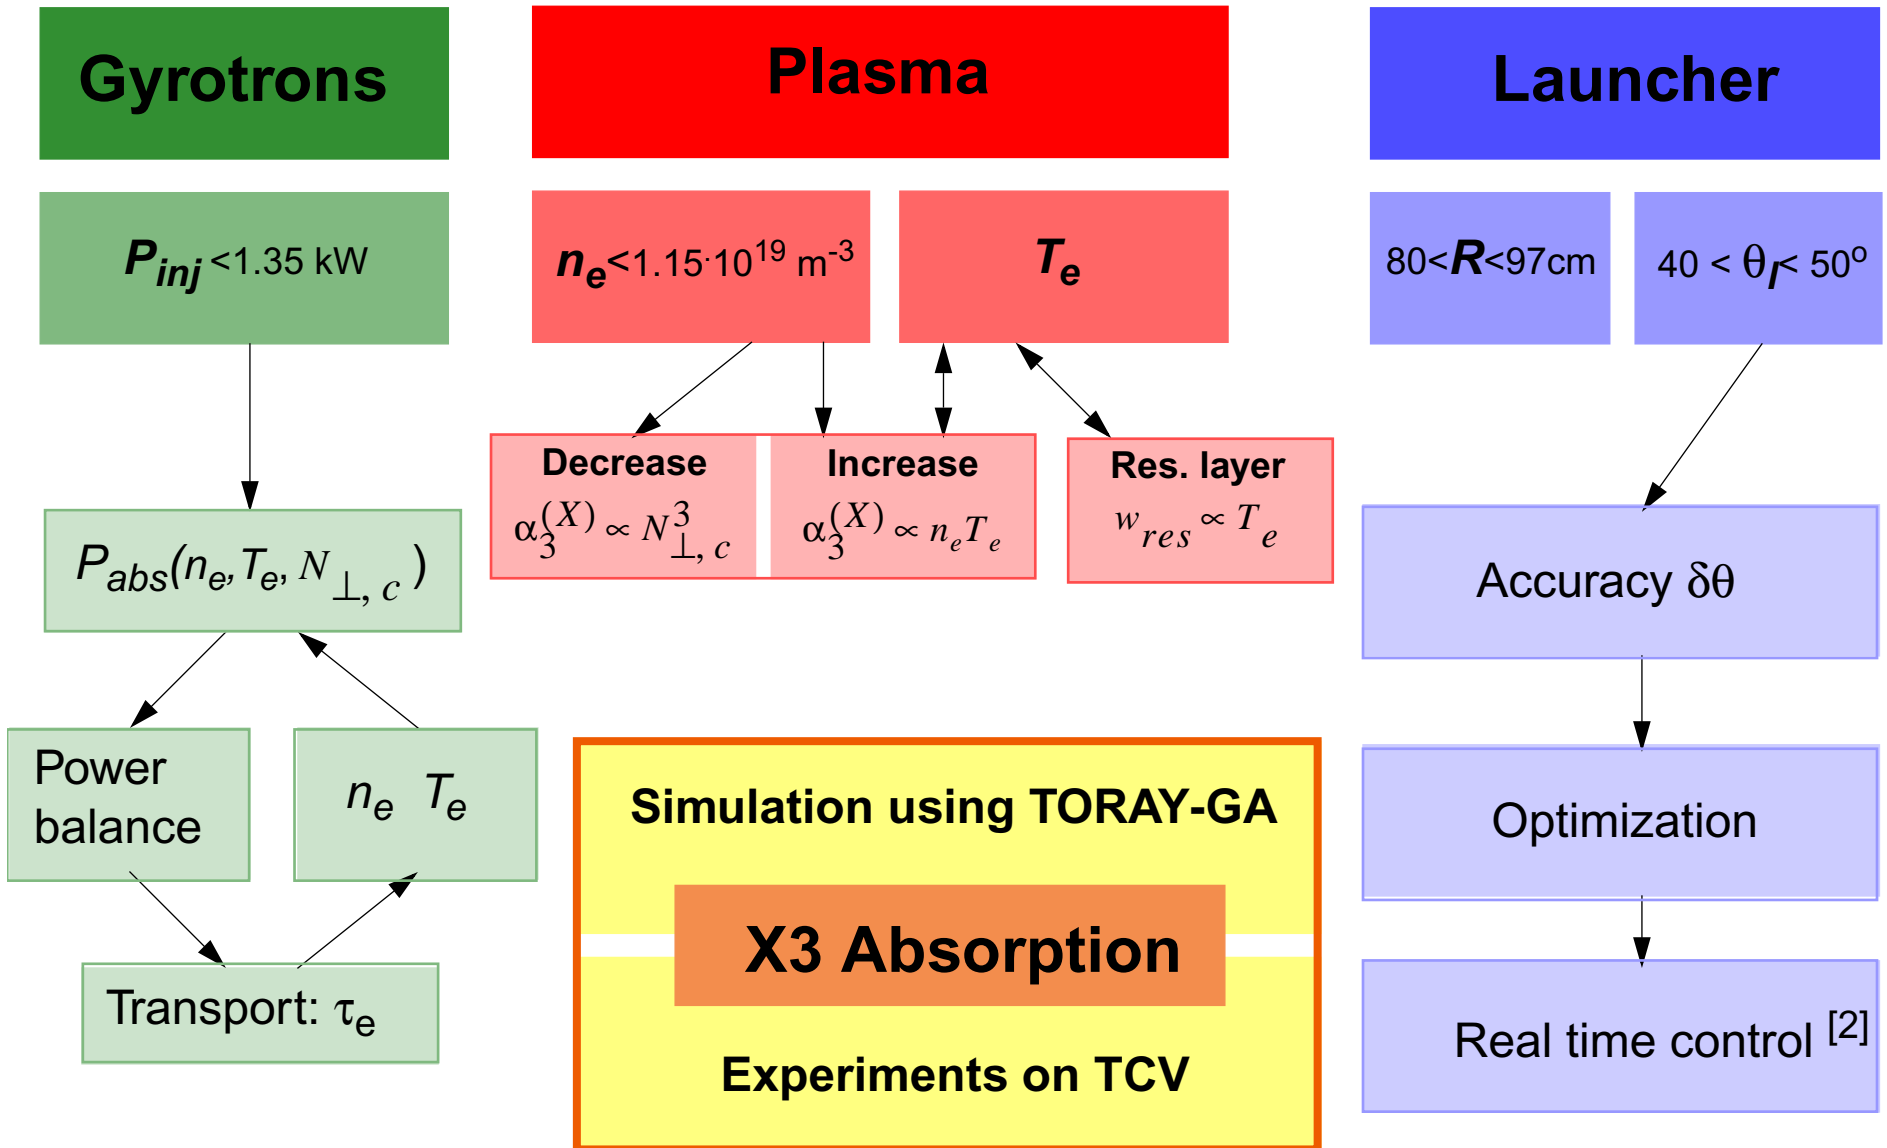 Gyrotrons
P_inj <1.35 kW
P_abs(n_e,T_e, N_⊥, c )
Power
balance
n_e T_e
Transport: τ_e
Plasma
n_e<1.15·10^19 m^-3
T_e
Decrease
α_3^(X) ∝ N_⊥, c^3
Increase
α_3^(X) ∝ n_e T_e
Res. layer
w_res ∝ T_e
Simulation using TORAY-GA
X3 Absorption
Experiments on TCV
Launcher
80<R<97cm
40 < θ_l< 50^o
Accuracy δθ
Optimization
Real time control [2]